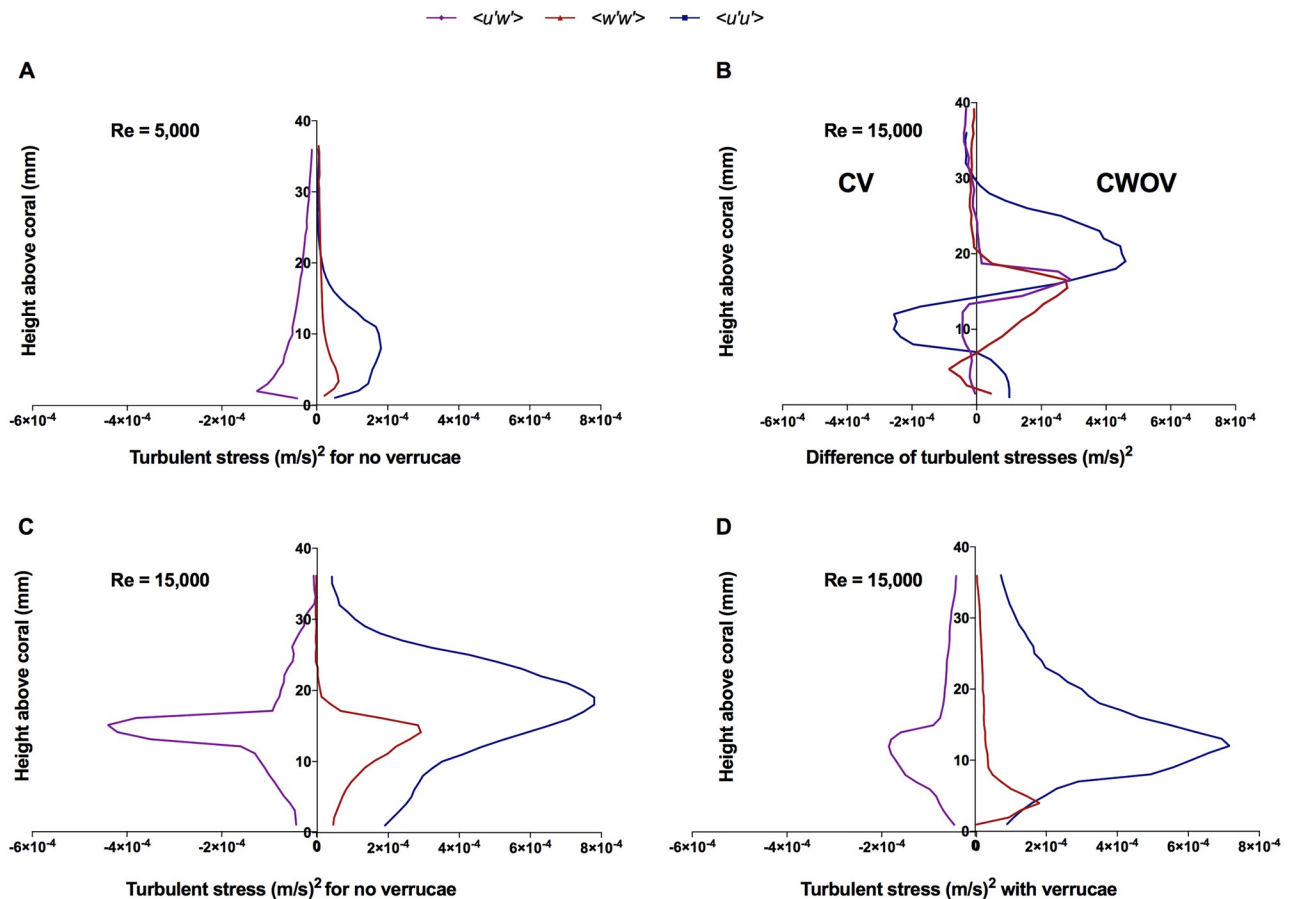 <u'w'> <w'w'> <u'u'>
A
Re = 5,000
Height above coral (mm)
40
30
20
10
0
-6×10⁻⁴ -4×10⁻⁴ -2×10⁻⁴ 0 2×10⁻⁴ 4×10⁻⁴ 6×10⁻⁴ 8×10⁻⁴
Turbulent stress (m/s)² for no verrucae
B
Re = 15,000
CV CWOV
Height above coral (mm)
40
30
20
10
0
-6×10⁻⁴ -4×10⁻⁴ -2×10⁻⁴ 0 2×10⁻⁴ 4×10⁻⁴ 6×10⁻⁴ 8×10⁻⁴
Difference of turbulent stresses (m/s)²
C
Re = 15,000
Height above coral (mm)
40
30
20
10
0
-6×10⁻⁴ -4×10⁻⁴ -2×10⁻⁴ 0 2×10⁻⁴ 4×10⁻⁴ 6×10⁻⁴ 8×10⁻⁴
Turbulent stress (m/s)² for no verrucae
D
Re = 15,000
Height above coral (mm)
40
30
20
10
0
-6×10⁻⁴ -4×10⁻⁴ -2×10⁻⁴ 0 2×10⁻⁴ 4×10⁻⁴ 6×10⁻⁴ 8×10⁻⁴
Turbulent stress (m/s)² with verrucae